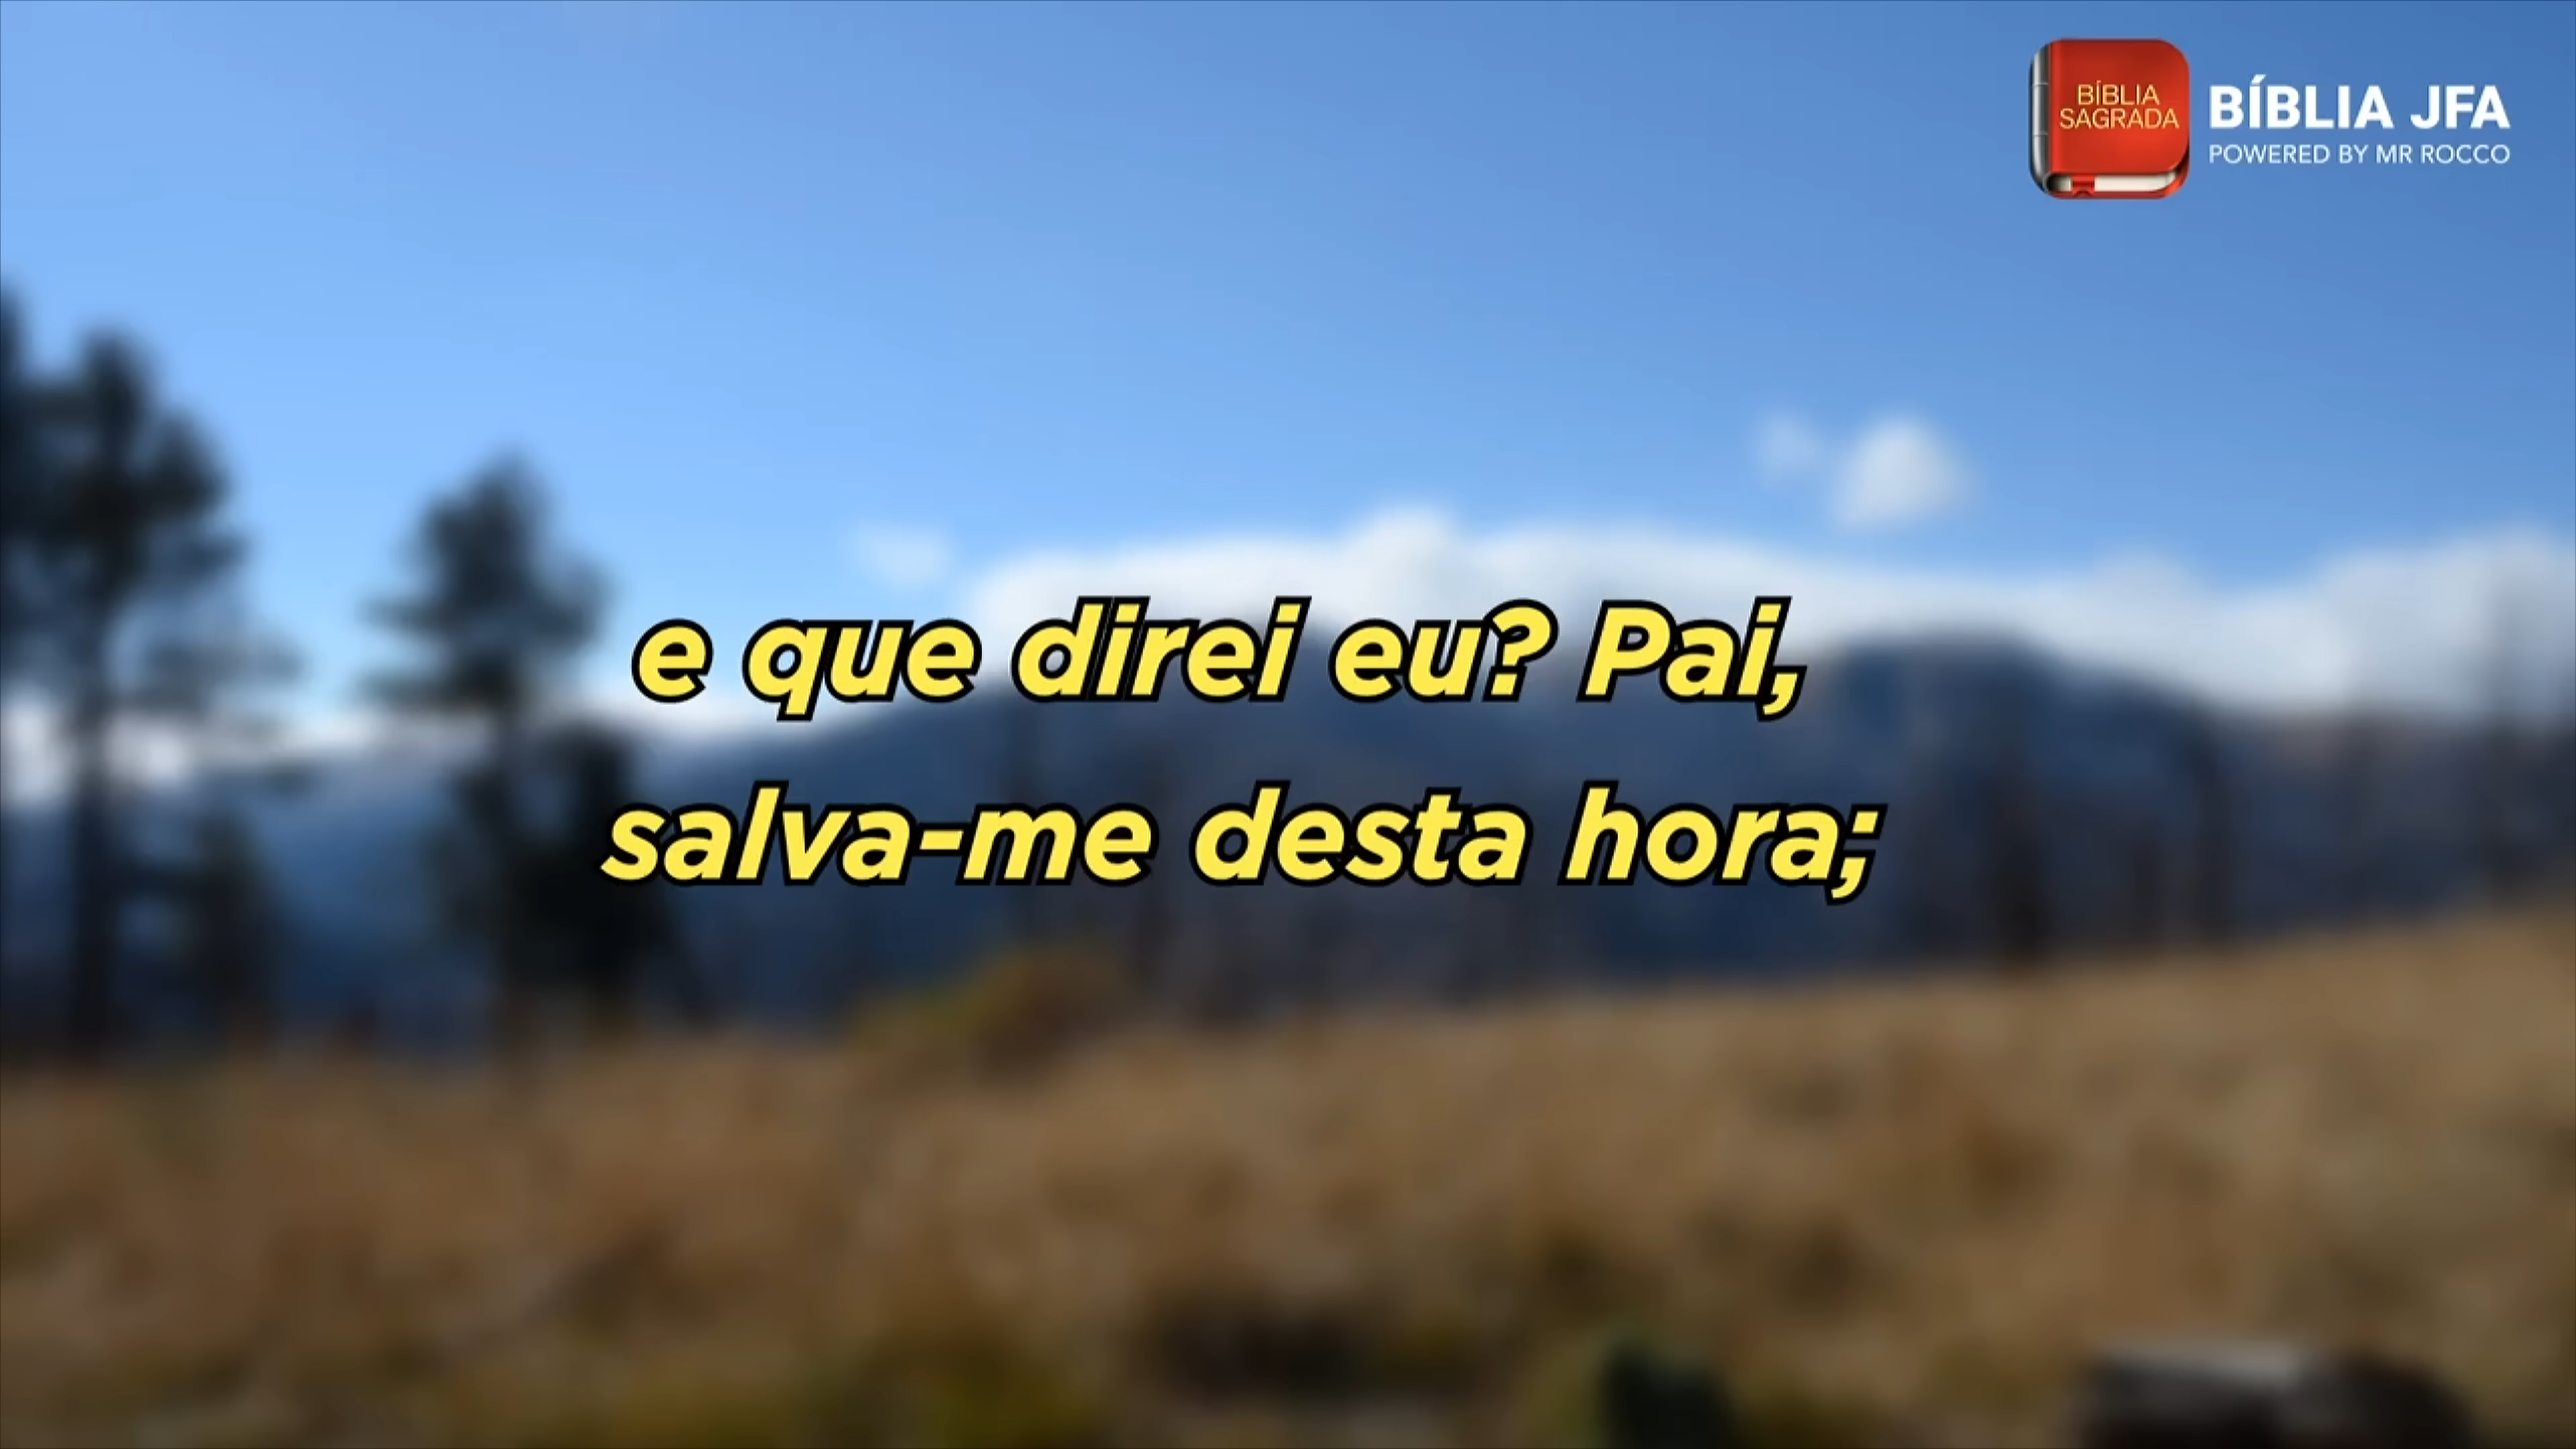 BÍBLIA
SAGRADA
BÍBLIA JFA
POWERED BY MR ROCCO
e que direi eu? Pai,
salva-me desta hora;